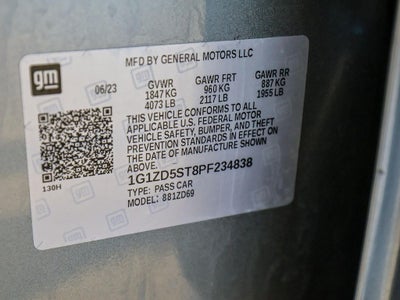 MFD BY GENERAL MOTORS LLC
gm
06/23 GVWR GAWR FRT GAWR RR
1847 KG 960 KG 887 KG
4073 LB 2117 LB 1955 LB
THIS VEHICLE CONFORMS TO ALL
APPLICABLE U.S. FEDERAL MOTOR
VEHICLE SAFETY, BUMPER, AND THEFT
PREVENTION STANDARDS IN EFFECT ON
THE DATE OF MANUFACTURE SHOWN
ABOVE.
130H
1G1ZD5ST8PF234838
TYPE: PASS CAR
MODEL: 881ZD69